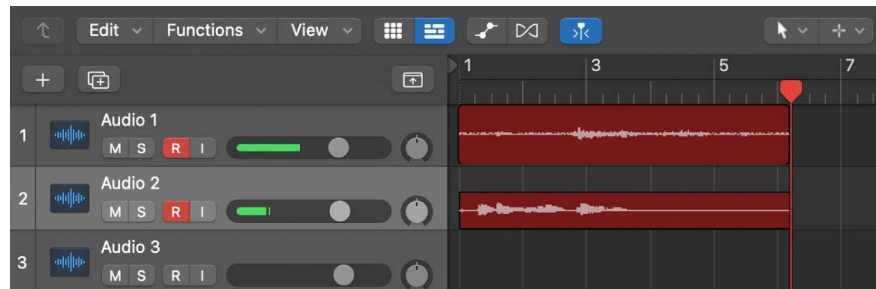 Edit Functions View
1 3 5 7
1 Audio 1
M S R I
2 Audio 2
M S R I
3 Audio 3
M S R I